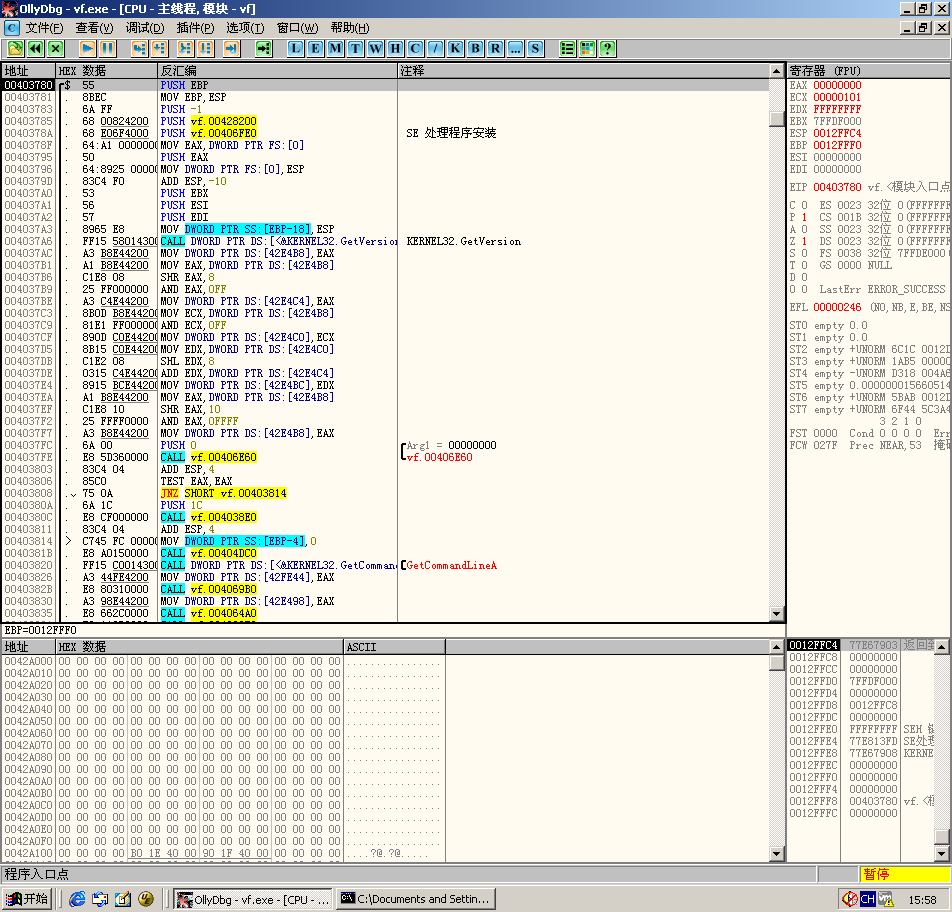 OllyDbg - vf.exe - [CPU - 主线程, 模块 - vf]
文件(F) 查看(V) 调试(D) 插件(P) 选项(T) 窗口(W) 帮助(H)
L E M T W H C / K B R ... S ?
地址 HEX 数据 反汇编 注释
00403780 $ 55 PUSH EBP
00403781 . 8BEC MOV EBP,ESP
00403783 . 6A FF PUSH -1
00403785 . 68 00824200 PUSH vf.00428200
0040378A . 68 E06F4000 PUSH vf.00406FE0 SE 处理程序安装
0040378F . 64:A1 0000000 MOV EAX,DWORD PTR FS:[0]
00403795 . 50 PUSH EAX
00403796 . 64:8925 00000 MOV DWORD PTR FS:[0],ESP
0040379D . 83C4 F0 ADD ESP,-10
004037A0 . 53 PUSH EBX
004037A1 . 56 PUSH ESI
004037A2 . 57 PUSH EDI
004037A3 . 8965 E8 MOV DWORD PTR SS:[EBP-18],ESP
004037A6 . FF15 58014300 CALL DWORD PTR DS:[<&KERNEL32.GetVersion KERNEL32.GetVersion
004037AC . A3 B8E44200 MOV DWORD PTR DS:[42E4B8],EAX
004037B1 . A1 B8E44200 MOV EAX,DWORD PTR DS:[42E4B8]
004037B6 . C1E8 08 SHR EAX,8
004037B9 . 25 FF000000 AND EAX,0FF
004037BE . A3 C4E44200 MOV DWORD PTR DS:[42E4C4],EAX
004037C3 . 8B0D B8E44200 MOV ECX,DWORD PTR DS:[42E4B8]
004037C9 . 81E1 FF000000 AND ECX,0FF
004037CF . 890D C0E44200 MOV DWORD PTR DS:[42E4C0],ECX
004037D5 . 8B15 C0E44200 MOV EDX,DWORD PTR DS:[42E4C0]
004037DB . C1E2 08 SHL EDX,8
004037DE . 0315 C4E44200 ADD EDX,DWORD PTR DS:[42E4C4]
004037E4 . 8915 BCE44200 MOV DWORD PTR DS:[42E4BC],EDX
004037EA . A1 B8E44200 MOV EAX,DWORD PTR DS:[42E4B8]
004037EF . C1E8 10 SHR EAX,10
004037F2 . 25 FFFF0000 AND EAX,0FFFF
004037F7 . A3 B8E44200 MOV DWORD PTR DS:[42E4B8],EAX
004037FC . 6A 00 PUSH 0 Arg1 = 00000000
004037FE . E8 5D360000 CALL vf.00406E60 vf.00406E60
00403803 . 83C4 04 ADD ESP,4
00403806 . 85C0 TEST EAX,EAX
00403808 . 75 0A JNZ SHORT vf.00403814
0040380A . 6A 1C PUSH 1C
0040380C . E8 CF000000 CALL vf.004038E0
00403811 . 83C4 04 ADD ESP,4
00403814 > C745 FC 00000 MOV DWORD PTR SS:[EBP-4],0
0040381B . E8 A0150000 CALL vf.00404DC0
00403820 . FF15 C0014300 CALL DWORD PTR DS:[<&KERNEL32.GetComman GetCommandLineA
00403826 . A3 44FE4200 MOV DWORD PTR DS:[42FE44],EAX
0040382B . E8 80310000 CALL vf.004069B0
00403830 . A3 98E44200 MOV DWORD PTR DS:[42E498],EAX
00403835 . E8 662C0000 CALL vf.004064A0
EBP=0012FFF0
寄存器 (FPU)
EAX 00000000
ECX 00000101
EDX FFFFFFFF
EBX 7FFDF000
ESP 0012FFC4
EBP 0012FFF0
ESI 00000000
EDI 00000000
EIP 00403780 vf.<模块入口点
C 0 ES 0023 32位 0(FFFFFFF
P 1 CS 001B 32位 0(FFFFFFF
A 0 SS 0023 32位 0(FFFFFFF
Z 1 DS 0023 32位 0(FFFFFFF
S 0 FS 0038 32位 7FFDE000(
T 0 GS 0000 NULL
D 0
O 0 LastErr ERROR_SUCCESS
EFL 00000246 (NO,NB,E,BE,NS
ST0 empty 0.0
ST1 empty 0.0
ST2 empty +UNORM 6C1C 0012D
ST3 empty +UNORM 1AB5 00000
ST4 empty -UNORM D318 004A6
ST5 empty 0.000000015660514
ST6 empty +UNORM 5BAB 0012D
ST7 empty +UNORM 6F44 5C3A4
3 2 1 0
FST 0000 Cond 0 0 0 0 Err
FCW 027F Prec NEAR,53 掩
地址 HEX 数据 ASCII
0042A000 00 00 00 00 00 00 00 00 00 00 00 00 00 00 00 00 ................
0042A010 00 00 00 00 00 00 00 00 00 00 00 00 00 00 00 00 ................
0042A020 00 00 00 00 00 00 00 00 00 00 00 00 00 00 00 00 ................
0042A030 00 00 00 00 00 00 00 00 00 00 00 00 00 00 00 00 ................
0042A040 00 00 00 00 00 00 00 00 00 00 00 00 00 00 00 00 ................
0042A050 00 00 00 00 00 00 00 00 00 00 00 00 00 00 00 00 ................
0042A060 00 00 00 00 00 00 00 00 00 00 00 00 00 00 00 00 ................
0042A070 00 00 00 00 00 00 00 00 00 00 00 00 00 00 00 00 ................
0042A080 00 00 00 00 00 00 00 00 00 00 00 00 00 00 00 00 ................
0042A090 00 00 00 00 00 00 00 00 00 00 00 00 00 00 00 00 ................
0042A0A0 00 00 00 00 00 00 00 00 00 00 00 00 00 00 00 00 ................
0042A0B0 00 00 00 00 00 00 00 00 00 00 00 00 00 00 00 00 ................
0042A0C0 00 00 00 00 00 00 00 00 00 00 00 00 00 00 00 00 ................
0042A0D0 00 00 00 00 00 00 00 00 00 00 00 00 00 00 00 00 ................
0042A0E0 00 00 00 00 00 00 00 00 00 00 00 00 00 00 00 00 ................
0042A0F0 00 00 00 00 00 00 00 00 00 00 00 00 00 00 00 00 ................
0042A100 00 00 00 00 B0 1E 40 00 90 1F 40 00 00 00 00 00 ....?@.?@.....
0012FFC4 77E67903 返回到
0012FFC8 00000000
0012FFCC 00000000
0012FFD0 7FFDF000
0012FFD4 00000000
0012FFD8 0012FFC8
0012FFDC 00000000
0012FFE0 FFFFFFFF SEH 链
0012FFE4 77E813FD SE处理
0012FFE8 77E67908 KERNE
0012FFEC 00000000
0012FFF0 00000000
0012FFF4 00000000
0012FFF8 00403780 vf.<模
0012FFFC 00000000
程序入口点 暂停
开始 OllyDbg - vf.exe - [CPU - ... C:\Documents and Settin... CH 15:58